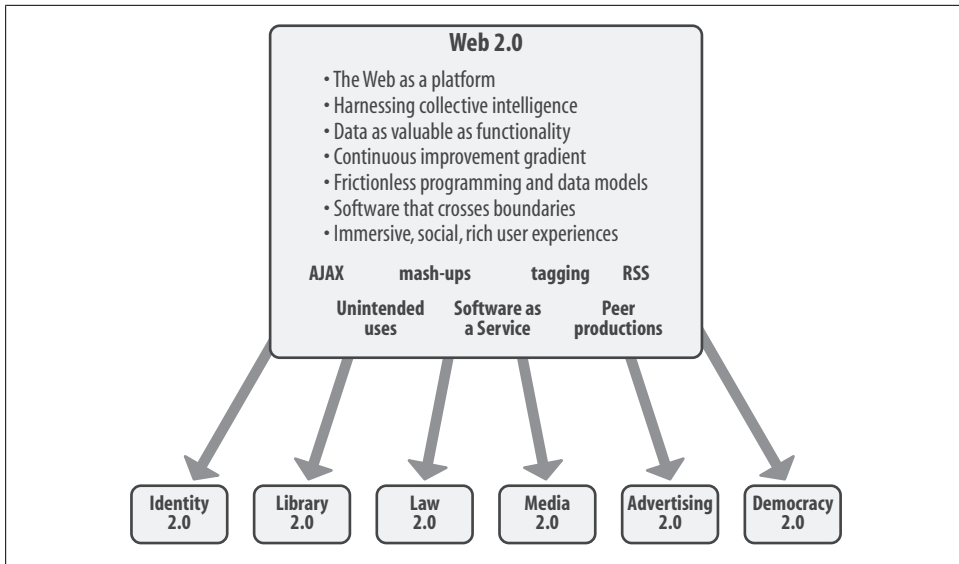 Web 2.0
• The Web as a platform
• Harnessing collective intelligence
• Data as valuable as functionality
• Continuous improvement gradient
• Frictionless programming and data models
• Software that crosses boundaries
• Immersive, social, rich user experiences
AJAX mash-ups tagging RSS
Unintended uses
Software as a Service
Peer productions
Identity 2.0
Library 2.0
Law 2.0
Media 2.0
Advertising 2.0
Democracy 2.0